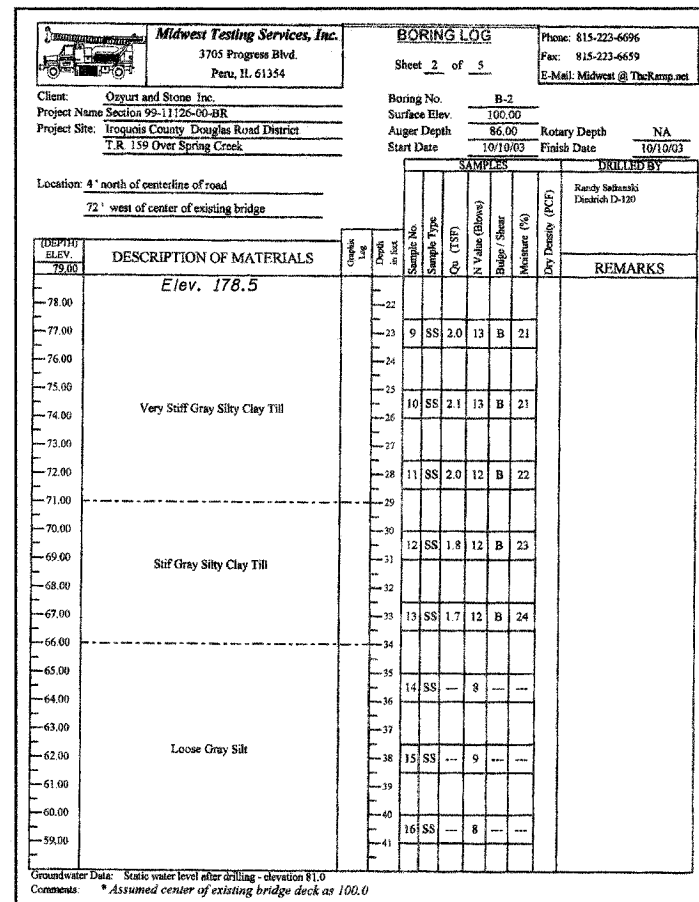 Midwest Testing Services, Inc.
3705 Progress Blvd.
Peru, IL 61354
BORING LOG
Sheet 2 of 5
Phone: 815-223-6696
Fax: 815-223-6659
E-Mail: Midwest @ TheRamp.net
Client: Ozyurt and Stone Inc.
Project Name Section 99-11126-00-BR
Project Site: Iroquois County Douglas Road District
T.R. 159 Over Spring Creek
Boring No. B-2
Surface Elev. 100.00
Auger Depth 86.00 Rotary Depth NA
Start Date 10/10/03 Finish Date 10/10/03
Location: 4' north of centerline of road
72' west of center of existing bridge
SAMPLES
DRILLED BY
Randy
Diedrich D-120
(DEPTH) ELEV. 79.00
DESCRIPTION OF MATERIALS
Graphic Log
Depth in feet
Sample No.
Sample Type
Qu (TSF)
N Value (Blows)
Bulge / Shear
Moisture (%)
Dry Density (PCF)
REMARKS
Elev. 178.5
78.00 22
77.00 23 9 SS 2.0 13 B 21
76.00 24
75.00 25
Very Stiff Gray Silty Clay Till
74.00 26 10 SS 2.1 13 B 21
73.00 27
72.00 28 11 SS 2.0 12 B 22
71.00 29
70.00 30
69.00 31 12 SS 1.8 12 B 23
Stif Gray Silty Clay Till
68.00 32
67.00 33 13 SS 1.7 12 B 24
66.00 34
65.00 35
64.00 36 14 SS --- 8 --- ---
63.00 37
Loose Gray Silt
62.00 38 15 SS --- 9 --- ---
61.00 39
60.00 40
59.00 41 16 SS --- 8 --- ---
Groundwater Data: Static water level after drilling - elevation 81.0
Comments: * Assumed center of existing bridge deck as 100.0